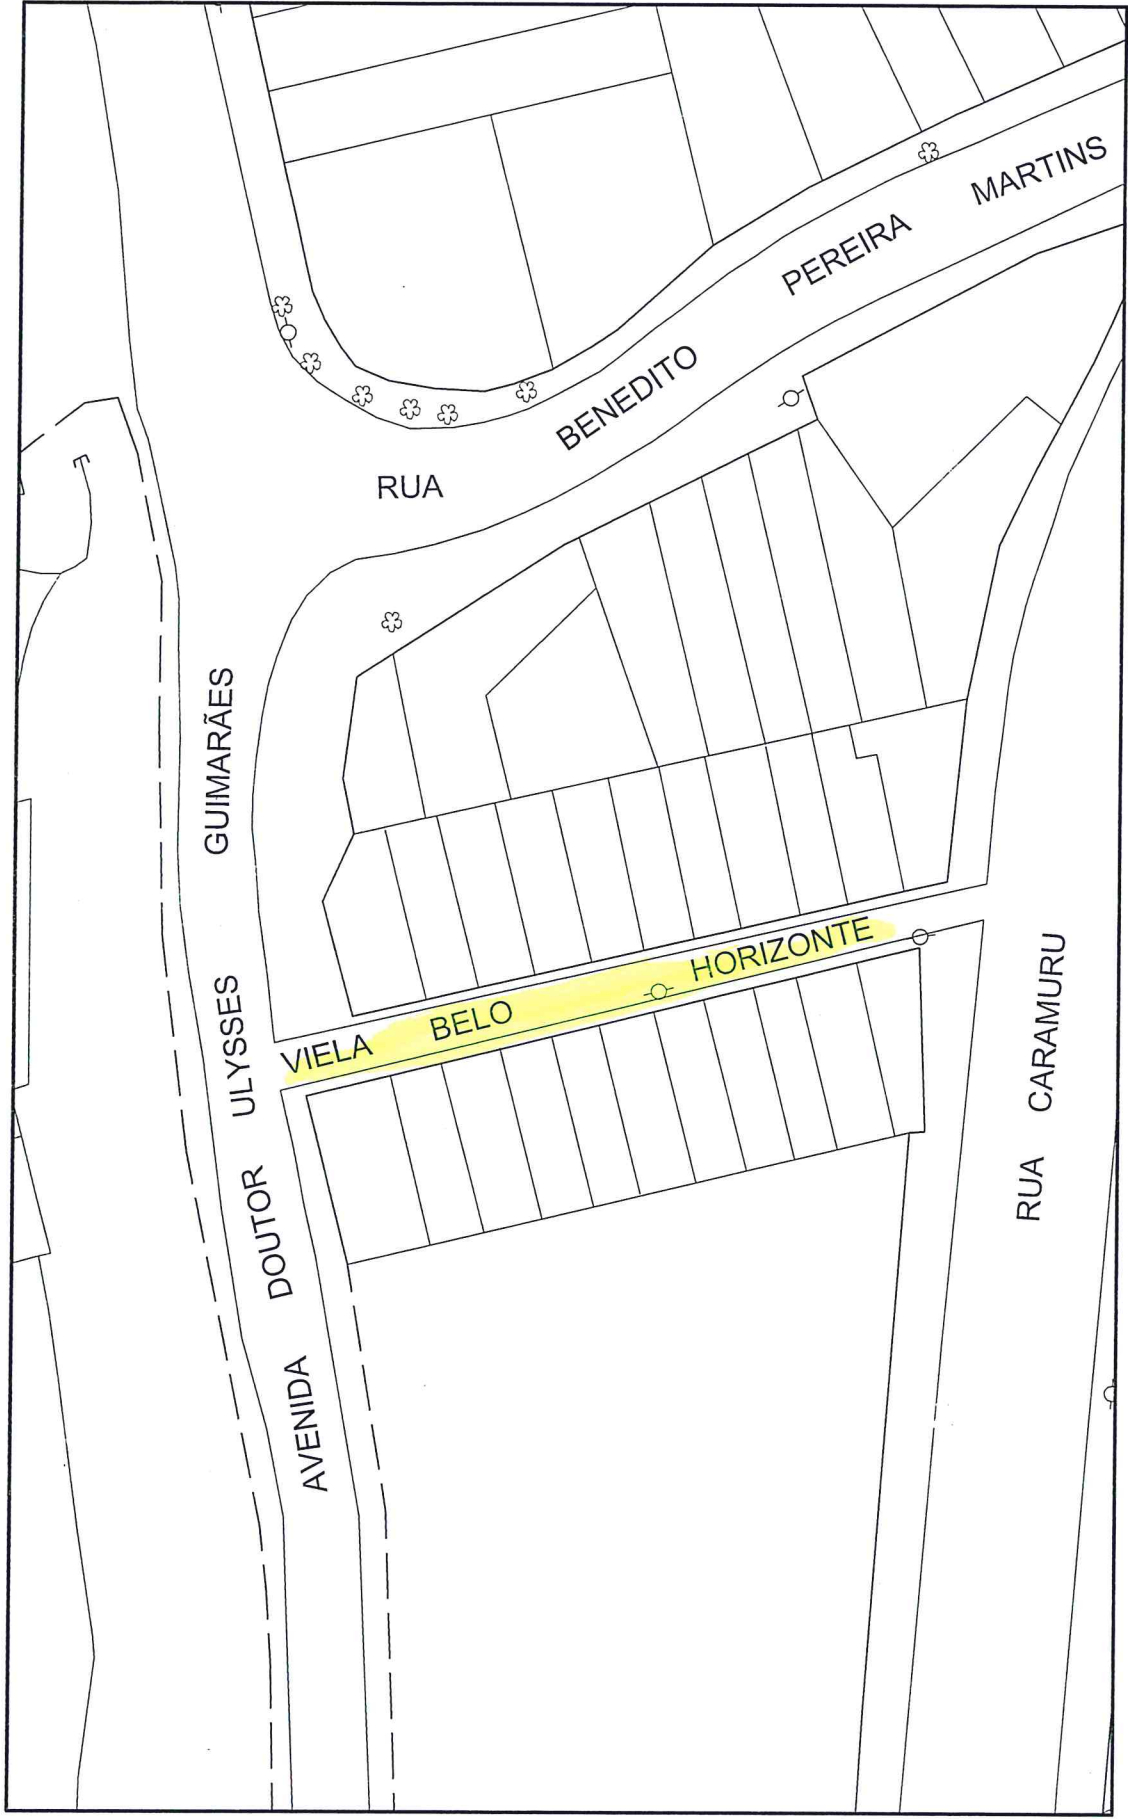 RUA BENEDITO PEREIRA MARTINS
AVENIDA DOUTOR ULYSSES GUIMARÃES
VIELA BELO HORIZONTE
RUA CARAMURU